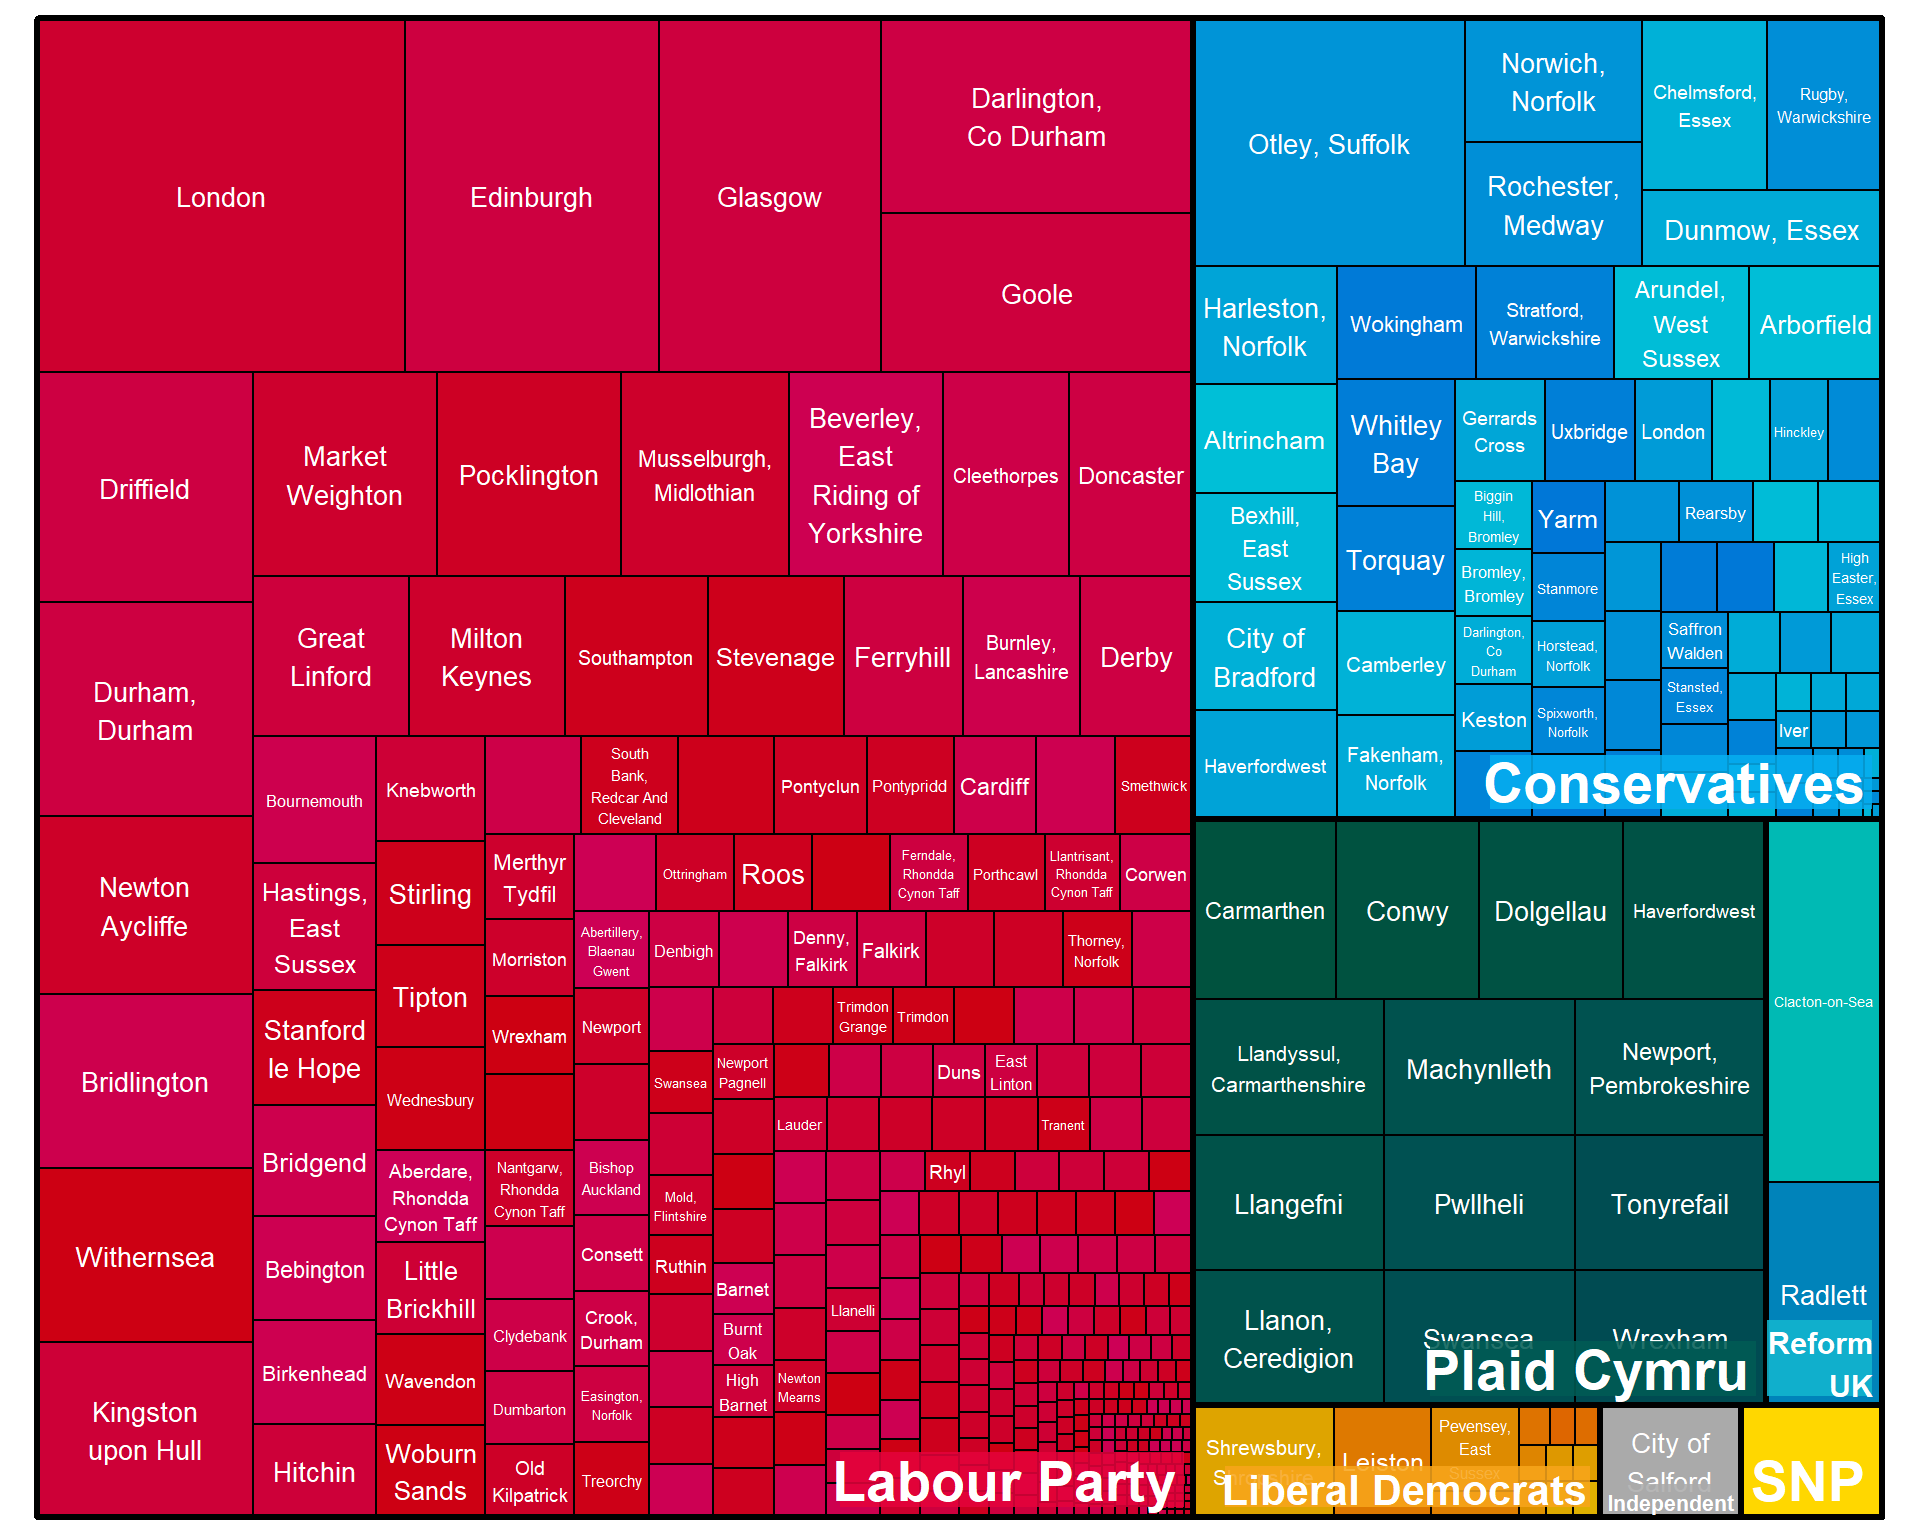 London
Edinburgh
Glasgow
Darlington,
Co Durham
Goole
Driffield
Durham,
Durham
Newton
Aycliffe
Bridlington
Withernsea
Kingston
upon Hull
Market
Weighton
Pocklington
Musselburgh,
Midlothian
Beverley,
East
Riding of
Yorkshire
Cleethorpes
Doncaster
Great
Linford
Milton
Keynes
Southampton
Stevenage
Ferryhill
Burnley,
Lancashire
Derby
Bournemouth
Hastings,
East
Sussex
Stanford
le Hope
Bridgend
Bebington
Birkenhead
Hitchin
Knebworth
Stirling
Tipton
Wednesbury
Aberdare,
Rhondda
Cynon Taff
Little
Brickhill
Wavendon
Woburn
Sands
South
Bank,
Redcar And
Cleveland
Pontyclun
Pontypridd
Cardiff
Smethwick
Merthyr
Tydfil
Morriston
Wrexham
Nantgarw,
Rhondda
Cynon Taff
Clydebank
Dumbarton
Old
Kilpatrick
Ottringham
Roos
Ferndale,
Rhondda
Cynon Taff
Porthcawl
Llantrisant,
Rhondda
Cynon Taff
Corwen
Abertillery,
Blaenau
Gwent
Newport
Bishop
Auckland
Consett
Crook,
Durham
Easington,
Norfolk
Treorchy
Denbigh
Denny,
Falkirk
Falkirk
Thorney,
Norfolk
Swansea
Mold,
Flintshire
Ruthin
Trimdon
Grange
Trimdon
Newport
Pagnell
Barnet
Burnt
Oak
High
Barnet
Duns
East
Linton
Lauder
Tranent
Newton
Mearns
Rhyl
Llanelli
Labour Party
Otley, Suffolk
Norwich,
Norfolk
Rochester,
Medway
Chelmsford,
Essex
Rugby,
Warwickshire
Dunmow, Essex
Harleston,
Norfolk
Altrincham
Bexhill,
East
Sussex
City of
Bradford
Haverfordwest
Wokingham
Stratford,
Warwickshire
Arundel,
West
Sussex
Arborfield
Whitley
Bay
Torquay
Camberley
Fakenham,
Norfolk
Gerrards
Cross
Uxbridge
London
Hinckley
Biggin
Hill,
Bromley
Bromley,
Bromley
Darlington,
Co
Durham
Keston
Yarm
Stanmore
Horstead,
Norfolk
Spixworth,
Norfolk
Rearsby
High
Easter,
Essex
Saffron
Walden
Stansted,
Essex
Iver
Conservatives
Carmarthen
Conwy
Dolgellau
Haverfordwest
Llandyssul,
Carmarthenshire
Machynlleth
Newport,
Pembrokeshire
Llangefni
Pwllheli
Tonyrefail
Llanon,
Ceredigion
Swansea
Wrexham
Plaid Cymru
Clacton-on-Sea
Radlett
Reform
UK
Shrewsbury,
Shropshire
Leiston
Pevensey,
East
Sussex
Liberal Democrats
City of
Salford
Independent
SNP